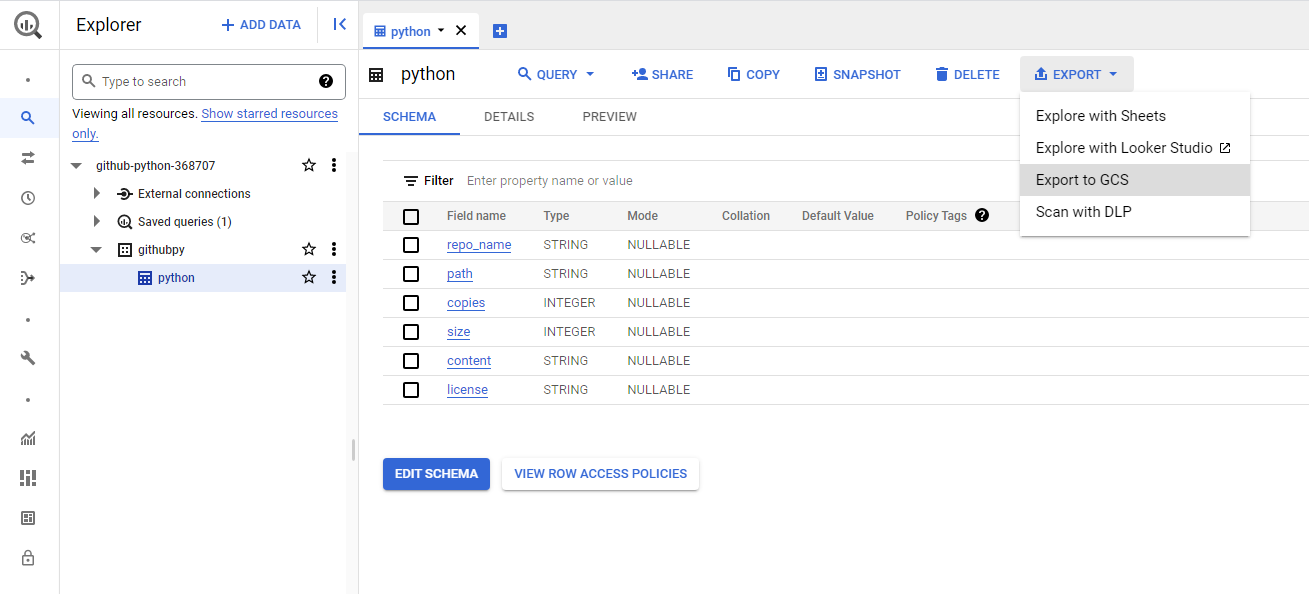 Explorer
ADD DATA
Type to search
Viewing all resources. Show starred resources
only.
github-python-368707
External connections
Saved queries (1)
githubpy
python
python
python
QUERY
SHARE
COPY
SNAPSHOT
DELETE
EXPORT
Explore with Sheets
Explore with Looker Studio
Export to GCS
Scan with DLP
SCHEMA DETAILS PREVIEW
Filter Enter property name or value
Field name Type Mode Collation Default Value Policy Tags
repo_name STRING NULLABLE
path STRING NULLABLE
copies INTEGER NULLABLE
size INTEGER NULLABLE
content STRING NULLABLE
license STRING NULLABLE
EDIT SCHEMA VIEW ROW ACCESS POLICIES